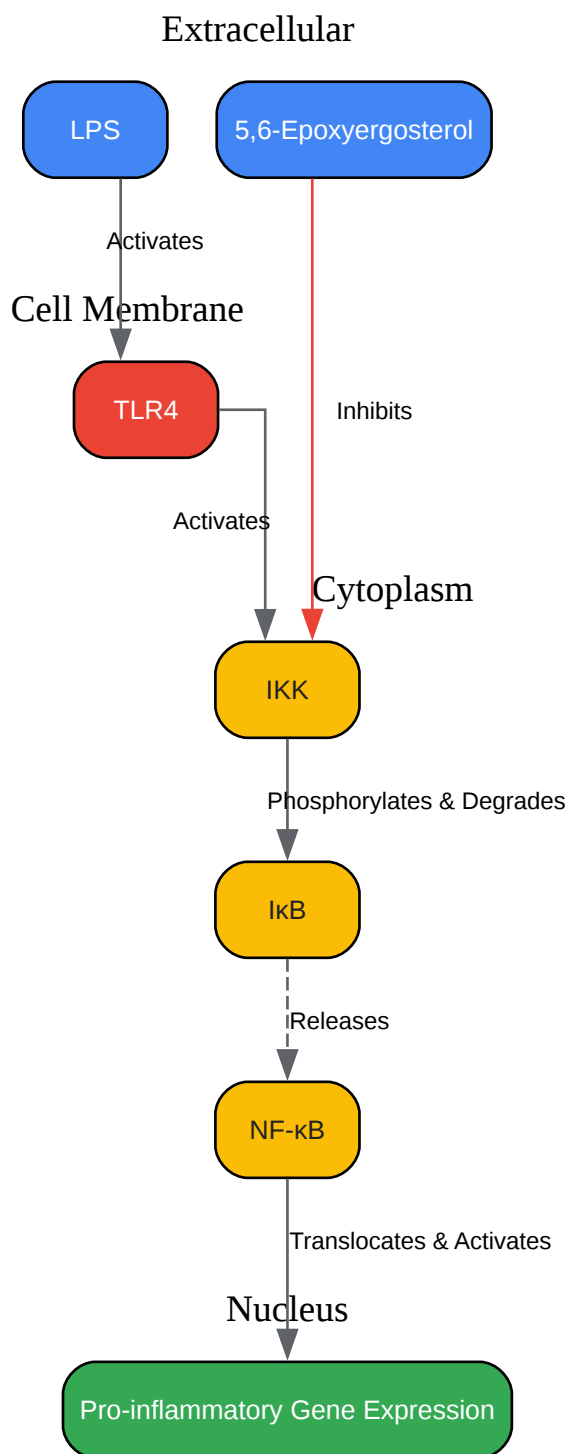 Extracellular
LPS
5,6-Epoxyergosterol
Activates
Cell Membrane
TLR4
Inhibits
Activates
Cytoplasm
IKK
Phosphorylates & Degrades
IκB
Releases
NF-κB
Translocates & Activates
Nucleus
Pro-inflammatory Gene Expression